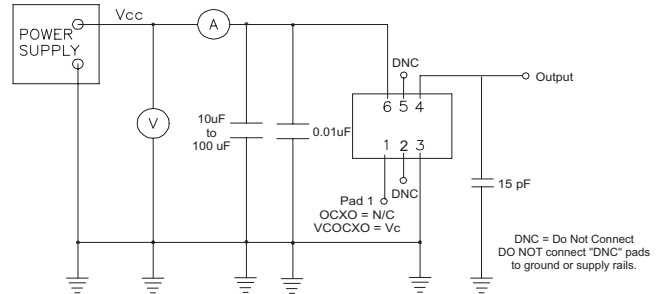 Vcc
POWER
SUPPLY
A
V
10uF
to
100 uF
0.01uF
DNC
6 5 4
1 2 3
DNC
Pad 1
OCXO = N/C
VCOCXO = Vc
Output
15 pF
DNC = Do Not Connect
DO NOT connect "DNC" pads
to ground or supply rails.